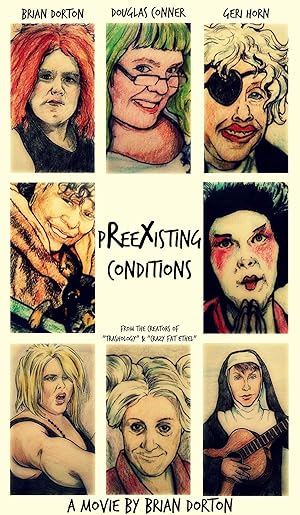 BRIAN DORTON DOUGLAS CONNER GERI HORN
pReeXisting
CONDITIONS
FROM THE CREATORS OF
"TRASHOLOGY" & "CRAZY FAT ETHEL"
A MOVIE BY BRIAN DORTON